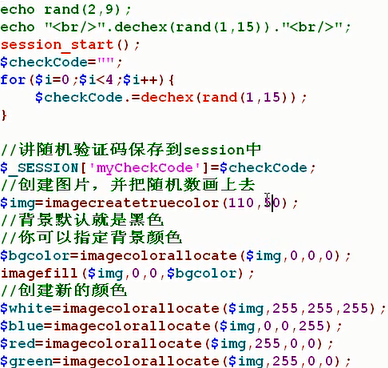 echo rand(2,9);
echo "<br/>".dechex(rand(1,15))."<br/>";
session_start();
$checkCode="";
for($i=0;$i<4;$i++){
$checkCode.=dechex(rand(1,15));
}
//讲随机验证码保存到session中
$_SESSION['myCheckCode']=$checkCode;
//创建图片，并把随机数画上去
$img=imagecreatetruecolor(110,30);
//背景默认就是黑色
//你可以指定背景颜色
$bgcolor=imagecolorallocate($img,0,0,0);
imagefill($img,0,0,$bgcolor);
//创建新的颜色
$white=imagecolorallocate($img,255,255,255);
$blue=imagecolorallocate($img,0,0,255);
$red=imagecolorallocate($img,255,0,0);
$green=imagecolorallocate($img,255,0,0);